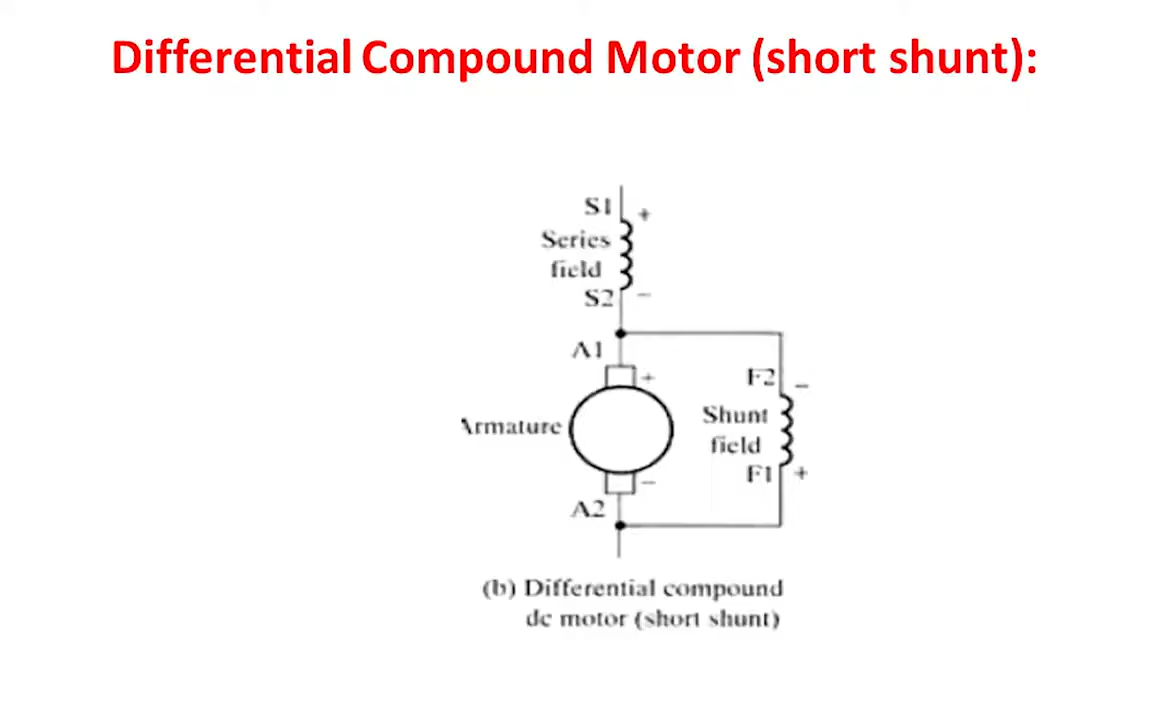 Differential Compound Motor (short shunt):
S1
+
Series
field
S2
−
A1
+
F2
−
Shunt
Armature
field
F1
+
−
A2
(b) Differential compound
dc motor (short shunt)